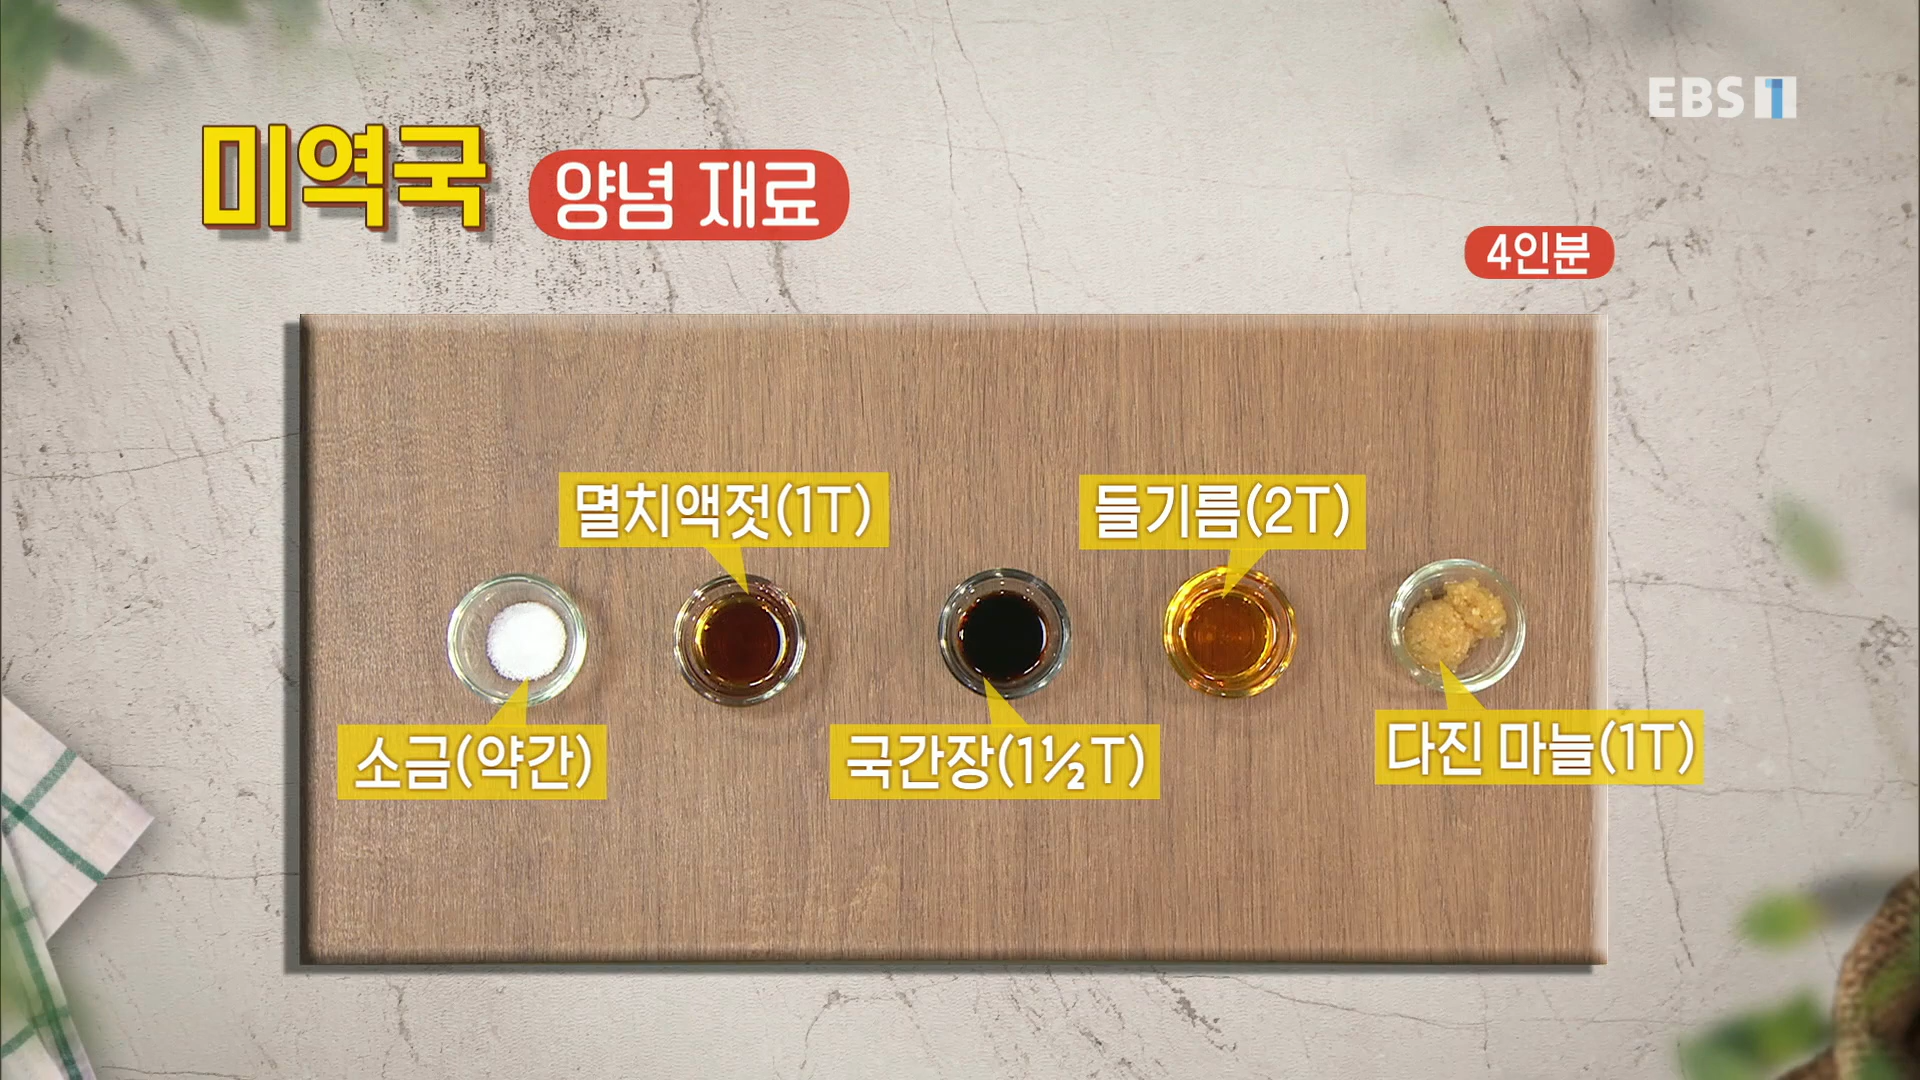 EBS 1
미역국 양념 재료
4인분
멸치액젓(1T)
들기름(2T)
소금(약간)
국간장(1½T)
다진 마늘(1T)